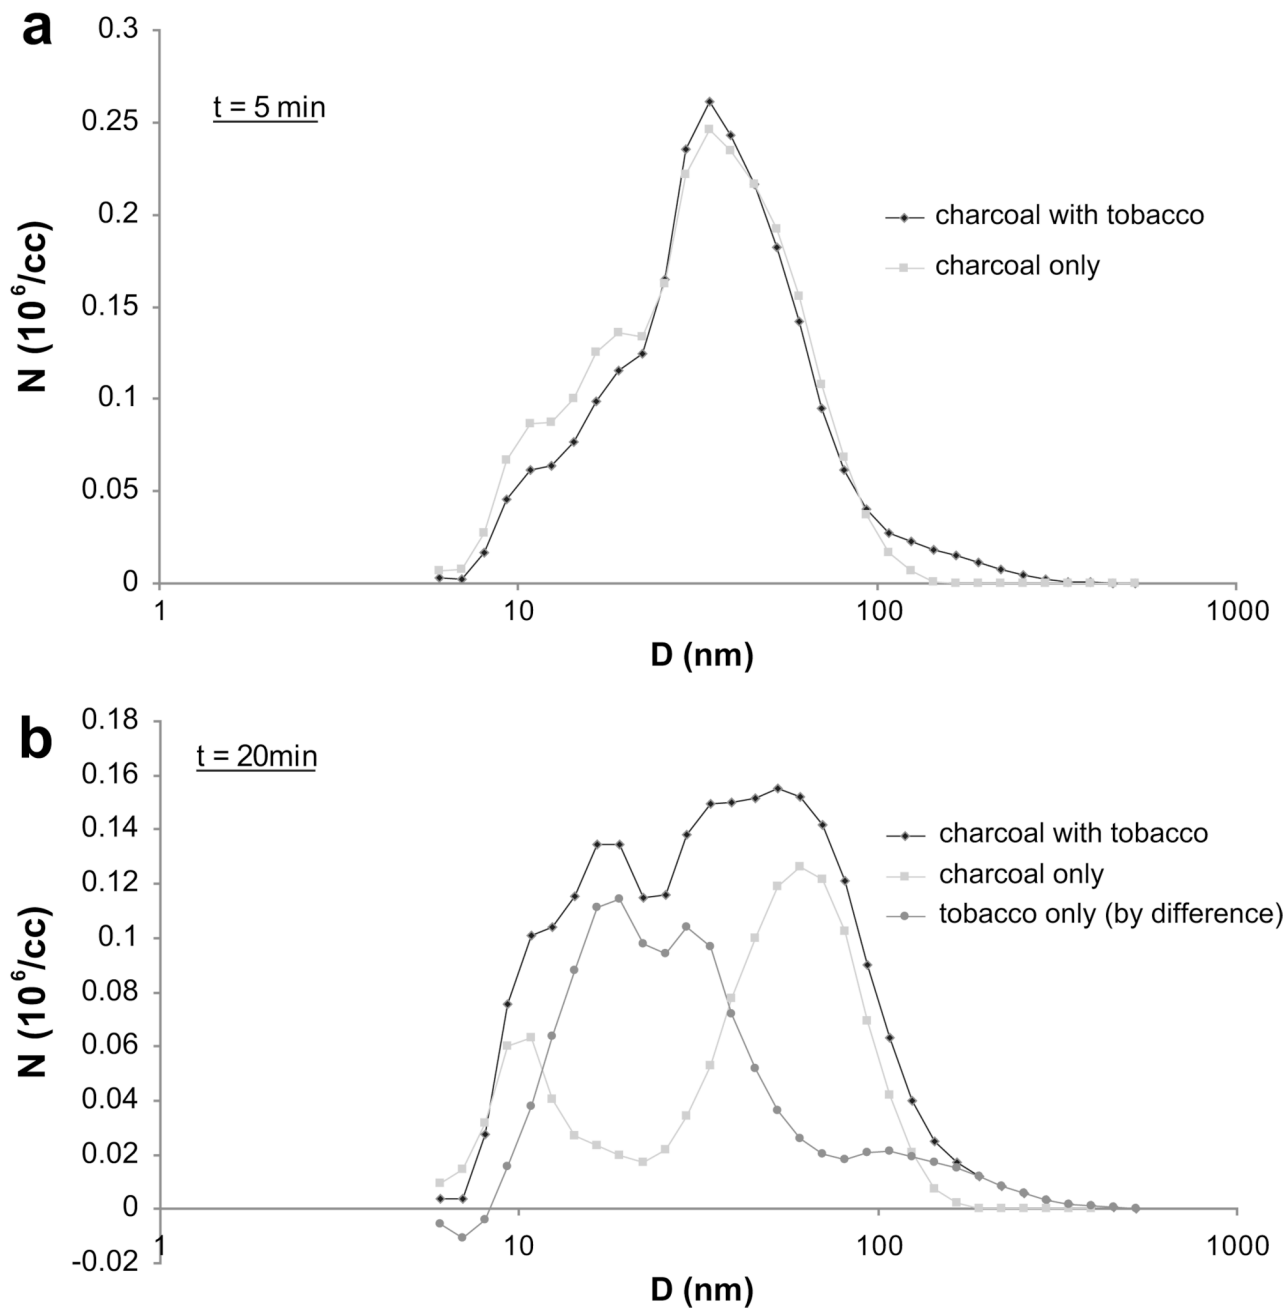 a
0.3
t = 5 min
0.25
0.2
charcoal with tobacco
charcoal only
N (10⁶/cc)
0.15
0.1
0.05
0
1
10
100
1000
D (nm)
b
0.18
t = 20min
0.16
0.14
charcoal with tobacco
0.12
charcoal only
tobacco only (by difference)
0.1
N (10⁶/cc)
0.08
0.06
0.04
0.02
0
-0.02
1
10
100
1000
D (nm)